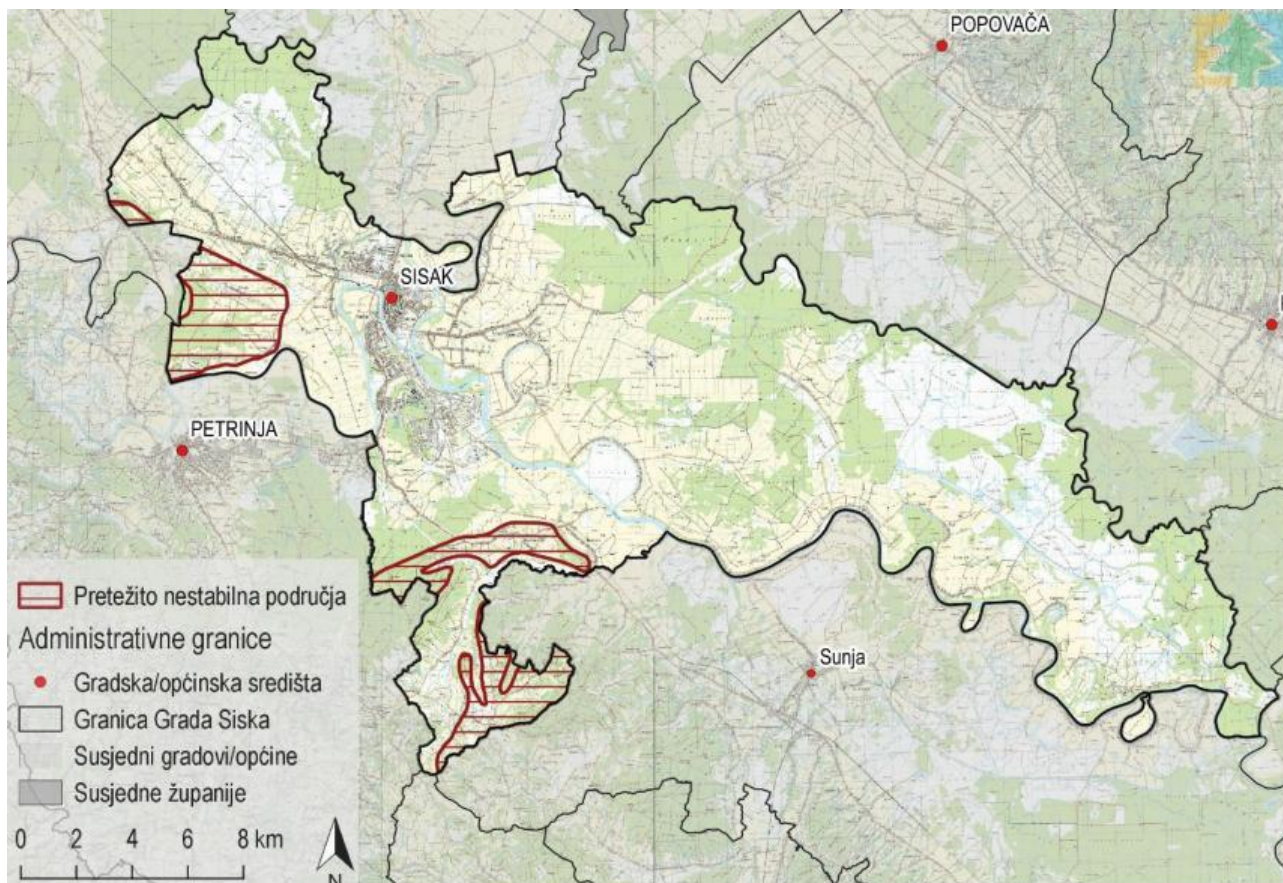 POPOVAČA
SISAK
PETRINJA
Sunja
Pretežito nestabilna područja
Administrativne granice
Gradska/općinska središta
Granica Grada Siska
Susjedni gradovi/općine
Susjedne županije
0 2 4 8 km
N